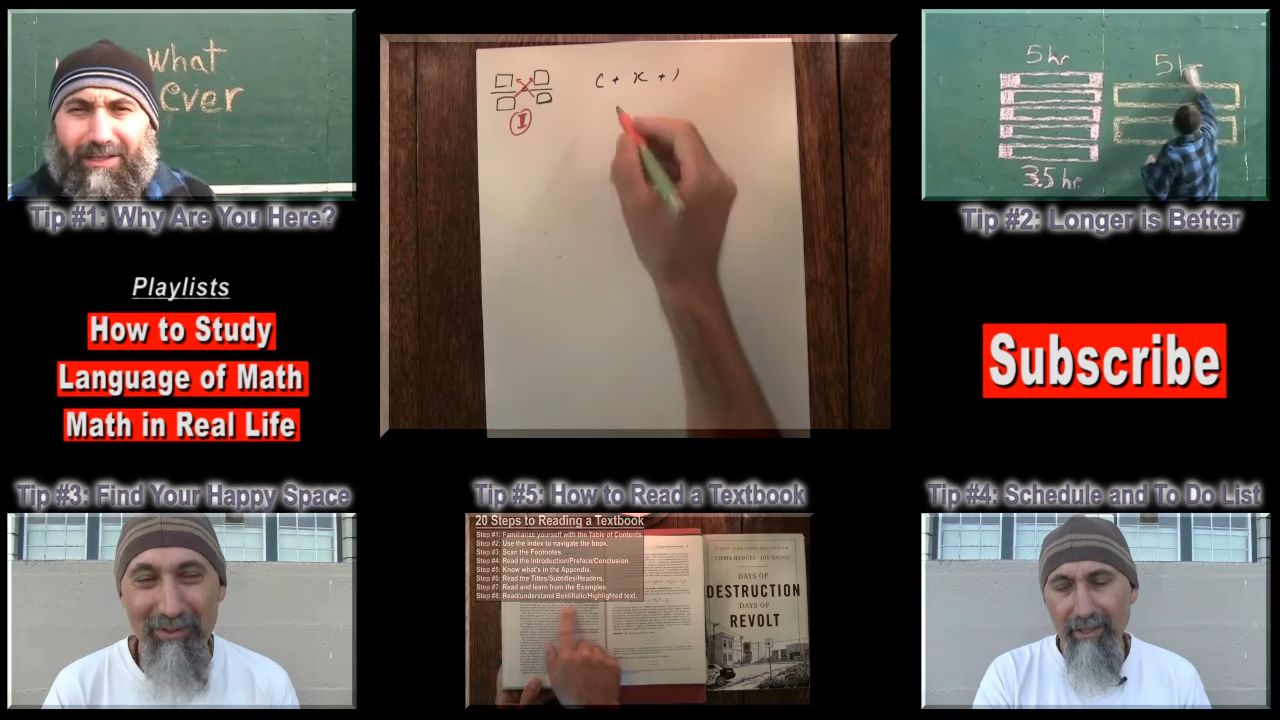 What
Ever
Tip #1: Why Are You Here?
Playlists
How to Study
Language of Math
Math in Real Life
I
( + x + )
5 hr
5 hr
3.5 hr
Tip #2: Longer is Better
Subscribe
Tip #3: Find Your Happy Space
Tip #5: How to Read a Textbook
20 Steps to Reading a Textbook
Step #1: Familiarize yourself with the Table of Contents.
Step #2: Use the Index to navigate the book.
Step #3: Scan the Footnotes.
Step #4: Read the Introduction/Preface/Conclusion.
Step #5: Know what's in the Appendix.
Step #6: Read the Titles/Subtitles/Headers.
Step #7: Read and learn from the Examples.
Step #8: Read/understand Bold/Italic/Highlighted text.
CHRIS HEDGES JOE SACCO
DAYS OF
DESTRUCTION
DAYS OF
REVOLT
Tip #4: Schedule and To Do List